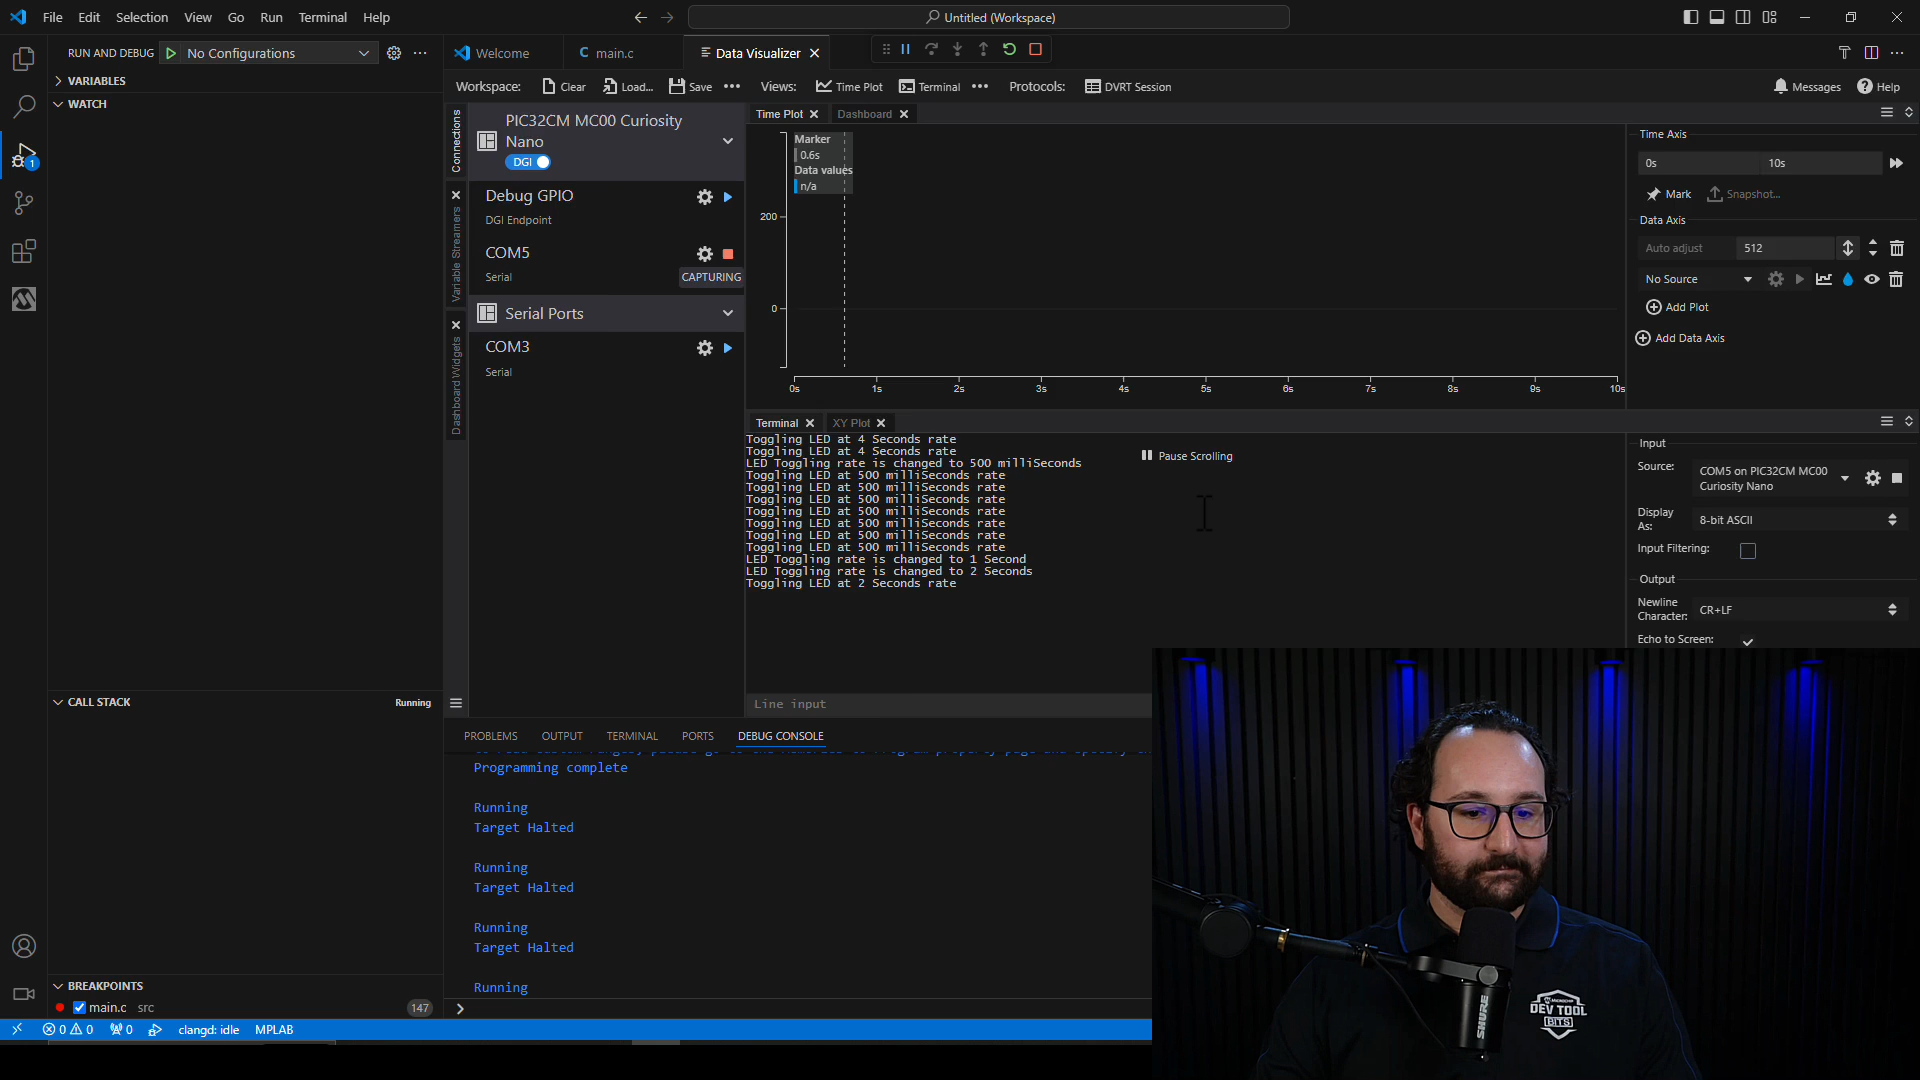 File Edit Selection View Go Run Terminal Help
Untitled (Workspace)
RUN AND DEBUG No Configurations
VARIABLES
WATCH
CALL STACK
Running
BREAKPOINTS
main.c src 147
0 0 0 clangd: idle MPLAB
1
Welcome
main.c
Data Visualizer
Workspace: Clear Load... Save Views: Time Plot Terminal Protocols: DVRT Session Messages Help
Connections
Variable Streamers
Dashboard Widgets
PIC32CM MC00 Curiosity
Nano
DGI
Debug GPIO
DGI Endpoint
COM5
Serial
CAPTURING
Serial Ports
COM3
Serial
Time Plot Dashboard
Marker
0.6s
Data values
n/a
200
0
0s 1s 2s 3s 4s 5s 6s 7s 8s 9s 10s
Time Axis
0s 10s
Mark Snapshot...
Data Axis
Auto adjust 512
No Source
Add Plot
Add Data Axis
Terminal XY Plot
Toggling LED at 4 Seconds rate
Toggling LED at 4 Seconds rate
LED Toggling rate is changed to 500 milliSeconds
Toggling LED at 500 milliSeconds rate
Toggling LED at 500 milliSeconds rate
Toggling LED at 500 milliSeconds rate
Toggling LED at 500 milliSeconds rate
Toggling LED at 500 milliSeconds rate
Toggling LED at 500 milliSeconds rate
Toggling LED at 500 milliSeconds rate
LED Toggling rate is changed to 1 Second
LED Toggling rate is changed to 2 Seconds
Toggling LED at 2 Seconds rate
Pause Scrolling
Line input
Input
Source: COM5 on PIC32CM MC00
Curiosity Nano
Display
As: 8-bit ASCII
Input Filtering:
Output
Newline
Character: CR+LF
Echo to Screen:
PROBLEMS OUTPUT TERMINAL PORTS DEBUG CONSOLE
Programming complete
Running
Target Halted
Running
Target Halted
Running
Target Halted
Running
SHURE
MICROCHIP
DEV TOOL
BITS